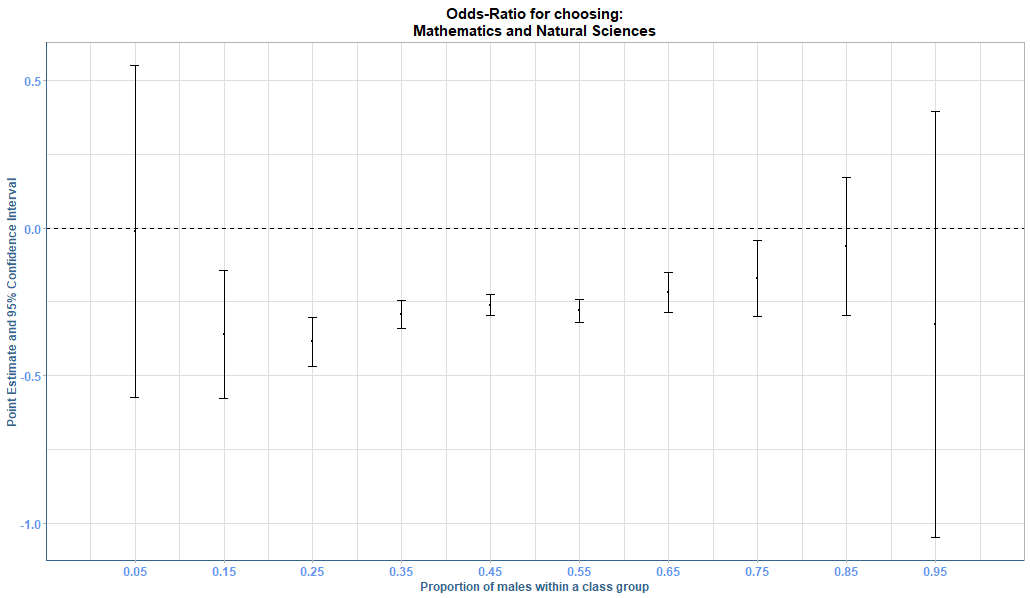 Odds-Ratio for choosing:
Mathematics and Natural Sciences
Point Estimate and 95% Confidence Interval
0.5
0.0
-0.5
-1.0
0.05 0.15 0.25 0.35 0.45 0.55 0.65 0.75 0.85 0.95
Proportion of males within a class group